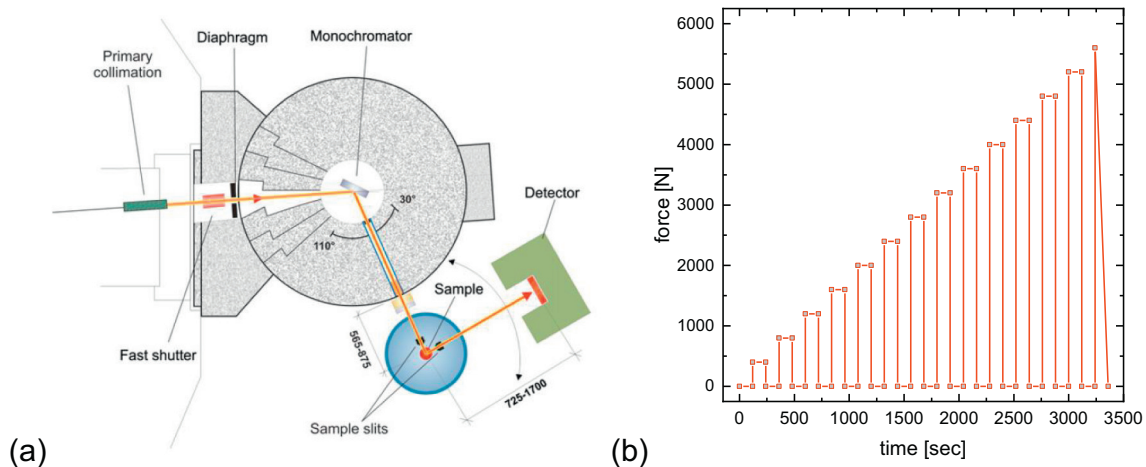 Primary
collimation
Diaphragm
Monochromator
30°
110°
Detector
Sample
Fast shutter
565-875
725-1700
Sample slits
(a)
6000
5000
4000
3000
2000
1000
0
force [N]
0 500 1000 1500 2000 2500 3000 3500
time [sec]
(b)